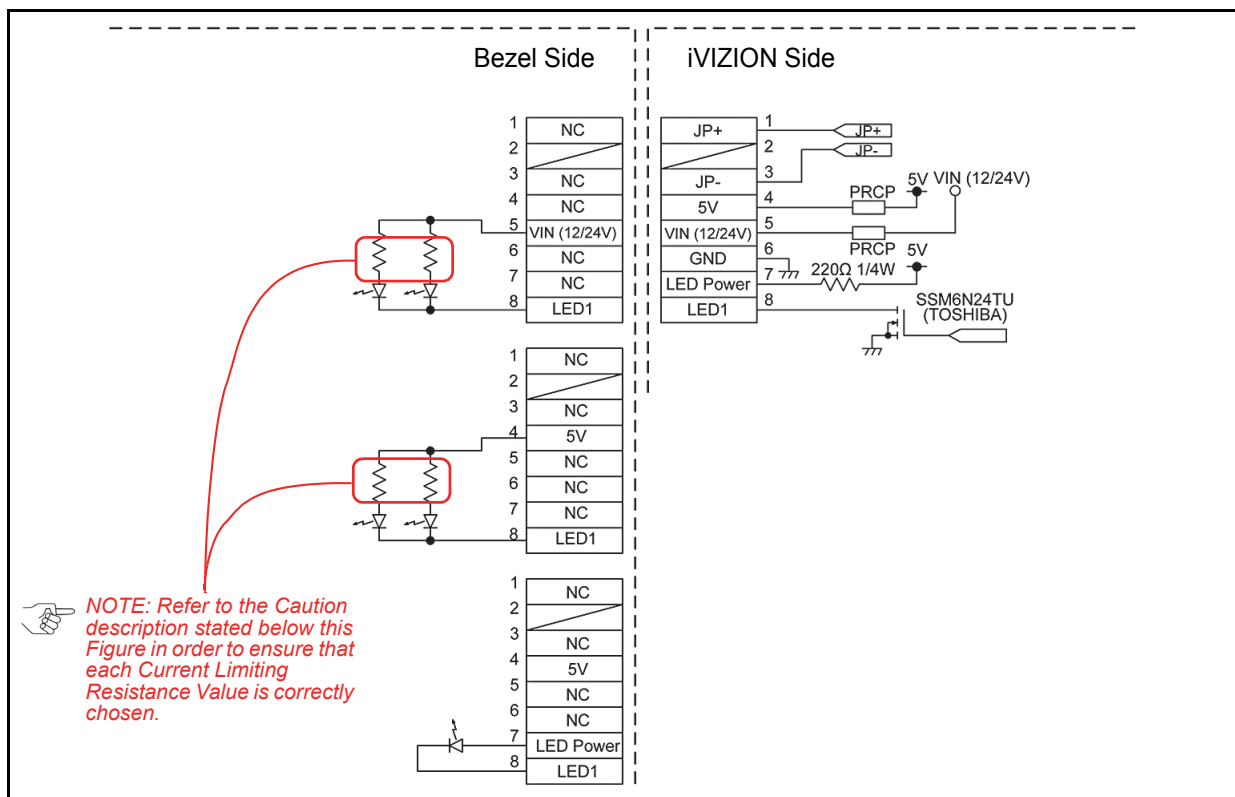 Bezel Side
iVIZION Side
1 NC
2
3 NC
4 NC
5 VIN (12/24V)
6 NC
7 NC
8 LED1
JP+ 1 JP+
2 JP-
JP- 3
5V 4 PRCP 5V VIN (12/24V)
VIN (12/24V) 5 PRCP
GND 6
LED Power 7 220Ω 1/4W 5V
LED1 8
SSM6N24TU
(TOSHIBA)
1 NC
2
3 NC
4 5V
5 NC
6 NC
7 NC
8 LED1
1 NC
2
3 NC
4 5V
5 NC
6 NC
7 LED Power
8 LED1
NOTE: Refer to the Caution
description stated below this
Figure in order to ensure that
each Current Limiting
Resistance Value is correctly
chosen.